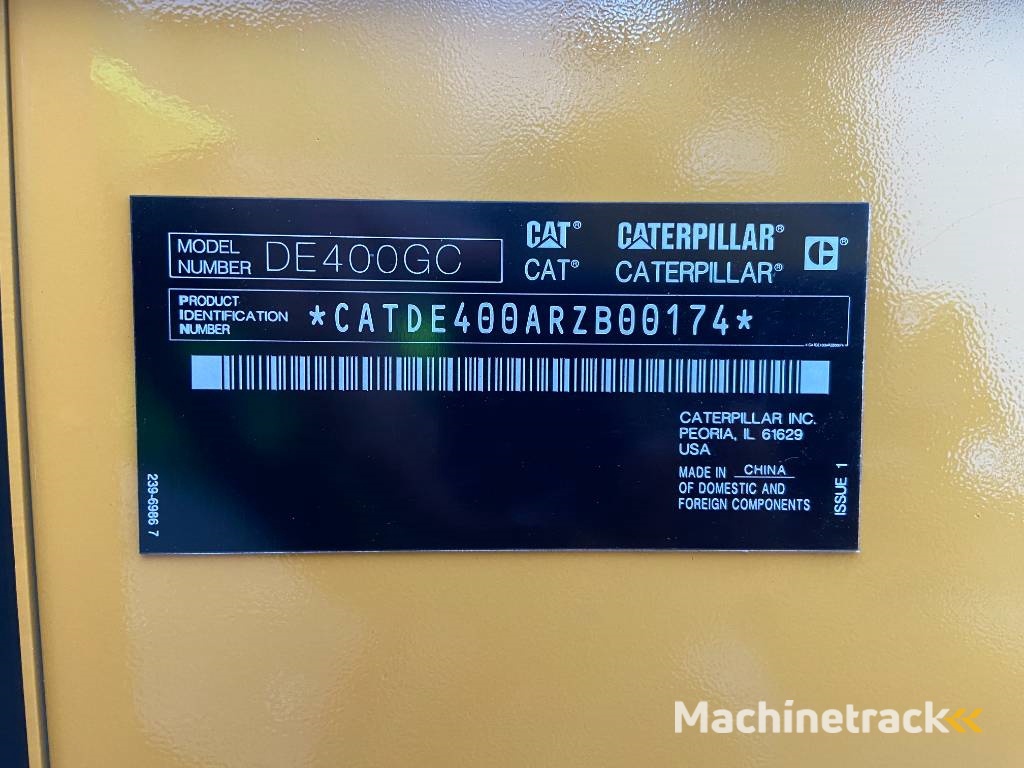 MODEL NUMBER DE400GC
CAT® CATERPILLAR® C®
CAT® CATERPILLAR®
PRODUCT IDENTIFICATION NUMBER *CATDE400ARZB00174*
CATERPILLAR INC.
PEORIA, IL 61629
USA
MADE IN CHINA
OF DOMESTIC AND
FOREIGN COMPONENTS
239-6986 7
ISSUE 1
Machinetrack